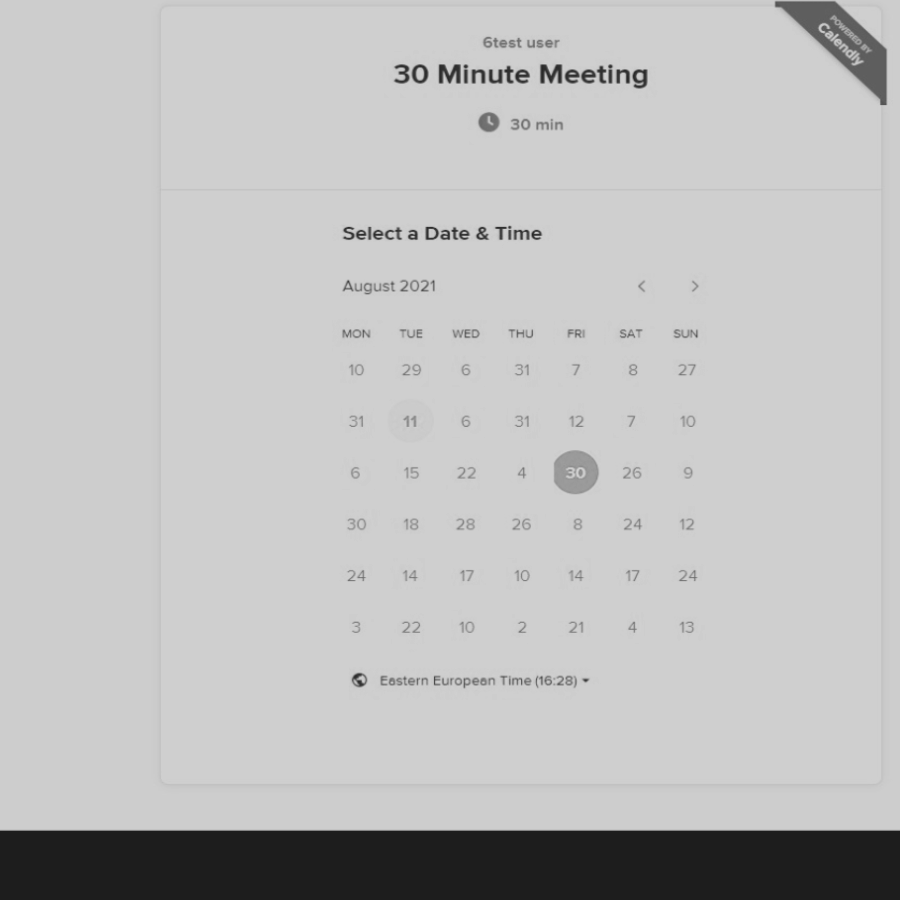 6test user
30 Minute Meeting
30 min
POWERED BY
Calendly
Select a Date & Time
August 2021
MON TUE WED THU FRI SAT SUN
10 29 6 31 7 8 27
31 11 6 31 12 7 10
6 15 22 4 30 26 9
30 18 28 26 8 24 12
24 14 17 10 14 17 24
3 22 10 2 21 4 13
Eastern European Time (16:28)